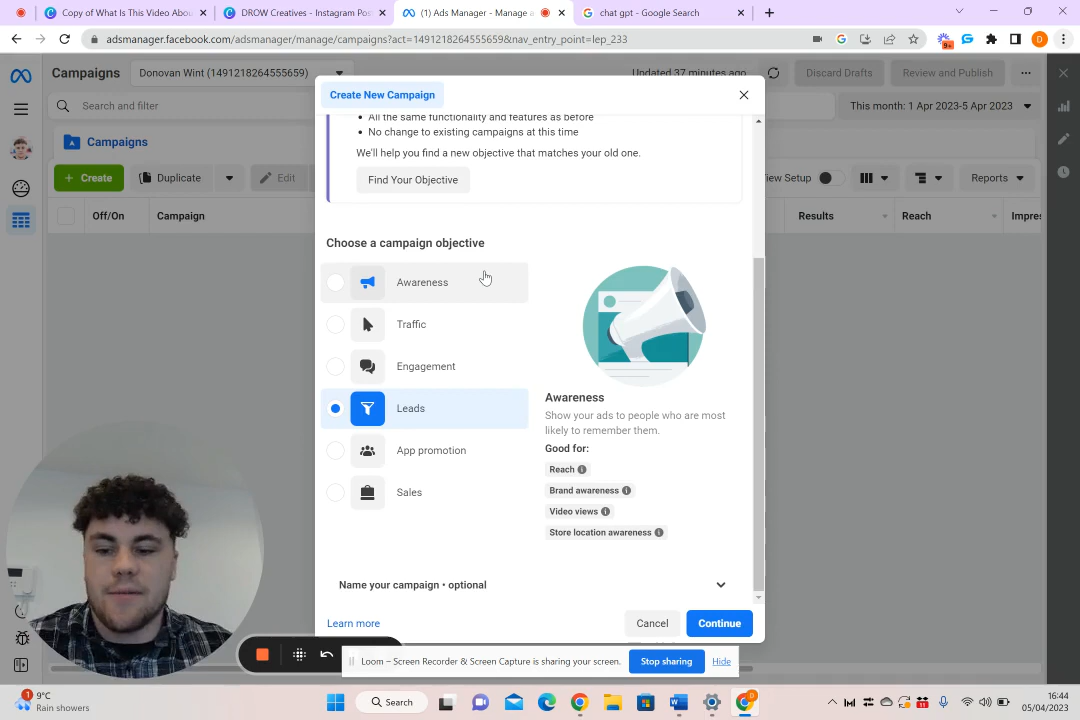 Copy of What Is This Video Abou
DROW Creatives - Instagram Post
(1) Ads Manager - Manage a
chat gpt - Google Search
adsmanager.facebook.com/adsmanager/manage/campaigns?act=1491218264555659&nav_entry_point=lep_233
9+
D
Campaigns
Donovan Wint (1491218264555659)
Updated 37 minutes ago
Discard Drafts
Review and Publish
Create New Campaign
Search and filter
This month: 1 Apr 2023-5 Apr 2023
All the same functionality and features as before
No change to existing campaigns at this time
Campaigns
We'll help you find a new objective that matches your old one.
Create
Duplicate
Edit
Find Your Objective
View Setup
Reports
Off/On
Campaign
Results
Reach
Impres
Choose a campaign objective
Awareness
Traffic
Engagement
Leads
App promotion
Sales
Awareness
Show your ads to people who are most
likely to remember them.
Good for:
Reach
Brand awareness
Video views
Store location awareness
Name your campaign • optional
Learn more
Cancel
Continue
Loom – Screen Recorder & Screen Capture is sharing your screen.
Stop sharing
Hide
1
9°C
Rain showers
Search
0
16:44
05/04/2023